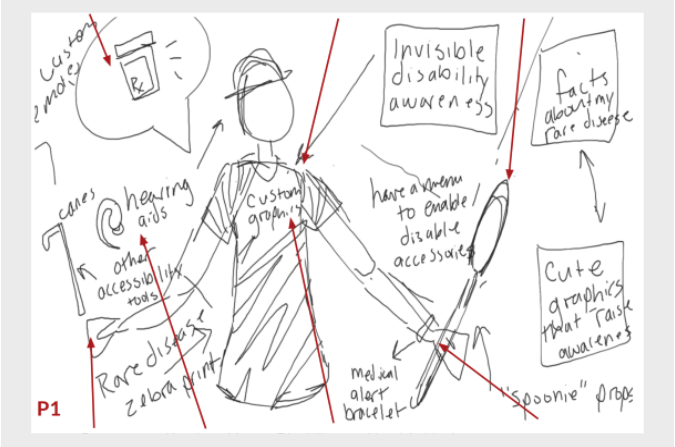 custom
emotes
Rx
Invisible
disability
awareness
facts
about my
rare disease
canes
hearing
aids
custom
graphics
have a menu
to enable
disable
accessories
other
accessibility
tools
Cute
graphics
that raise
awareness
Rare disease
zebra print
medical
alert
bracelet
"spoonie" props
P1